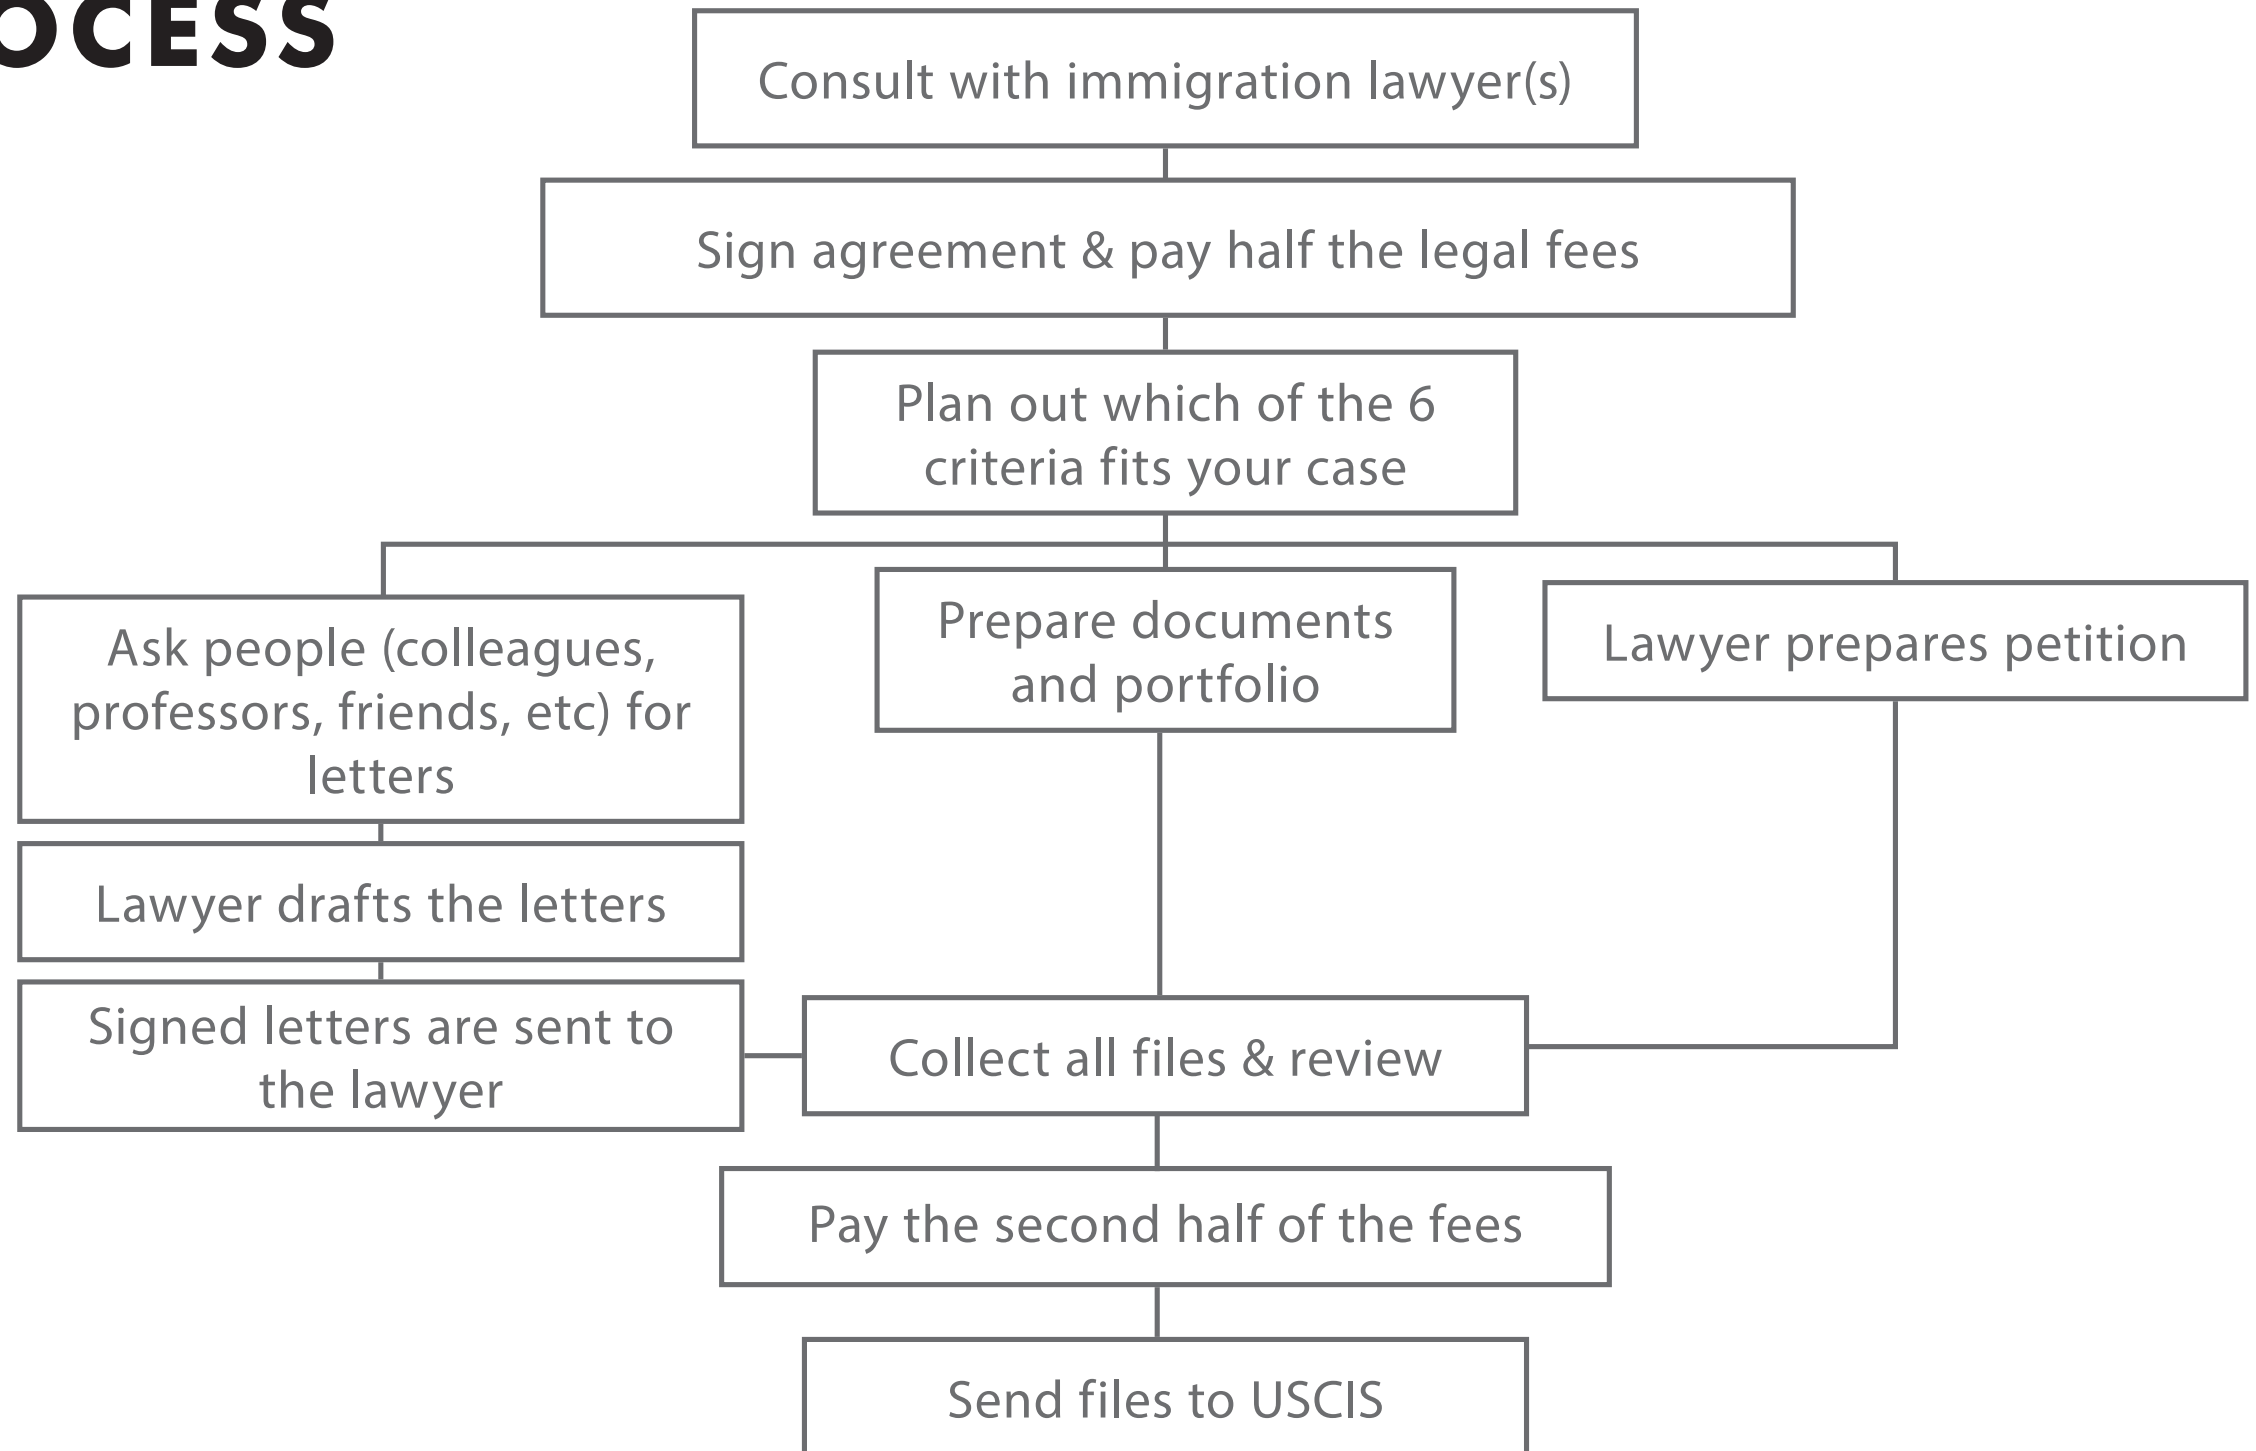 OCESS
Consult with immigration lawyer(s)
Sign agreement & pay half the legal fees
Plan out which of the 6
criteria fits your case
Ask people (colleagues,
professors, friends, etc) for
letters
Prepare documents
and portfolio
Lawyer prepares petition
Lawyer drafts the letters
Signed letters are sent to
the lawyer
Collect all files & review
Pay the second half of the fees
Send files to USCIS